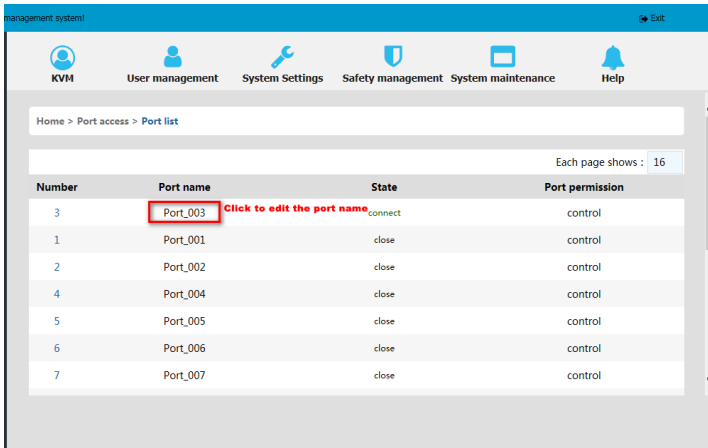 management system!
Exit
KVM User management System Settings Safety management System maintenance Help
Home > Port access > Port list
Each page shows : 16
Number Port name State Port permission
3 Port_003 Click to edit the port name connect control
1 Port_001 close control
2 Port_002 close control
4 Port_004 close control
5 Port_005 close control
6 Port_006 close control
7 Port_007 close control